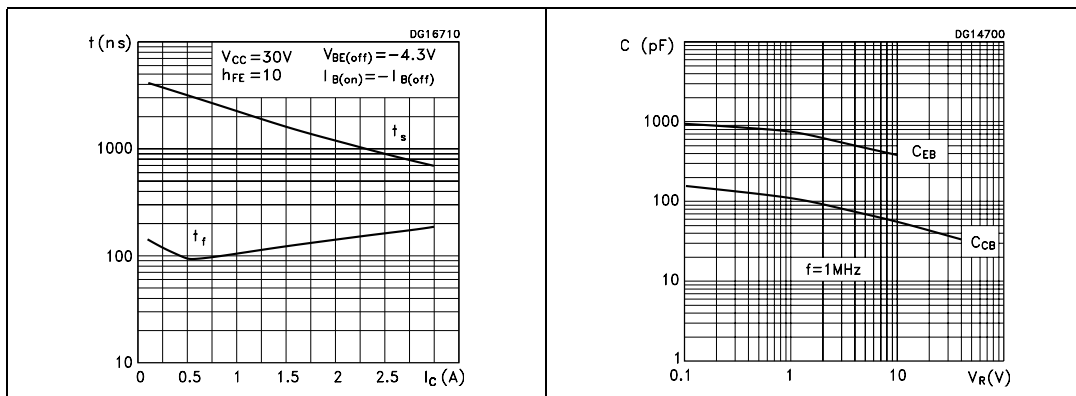 DG16710
t(ns)
V_CC=30V V_BE(off)=-4.3V
h_FE=10 I_B(on)=-I_B(off)
t_s
1000
t_f
100
10
0 0.5 1 1.5 2 2.5 I_C(A)
DG14700
C (pF)
1000
C_EB
100
C_CB
f=1MHz
10
1
0.1 1 10 V_R(V)